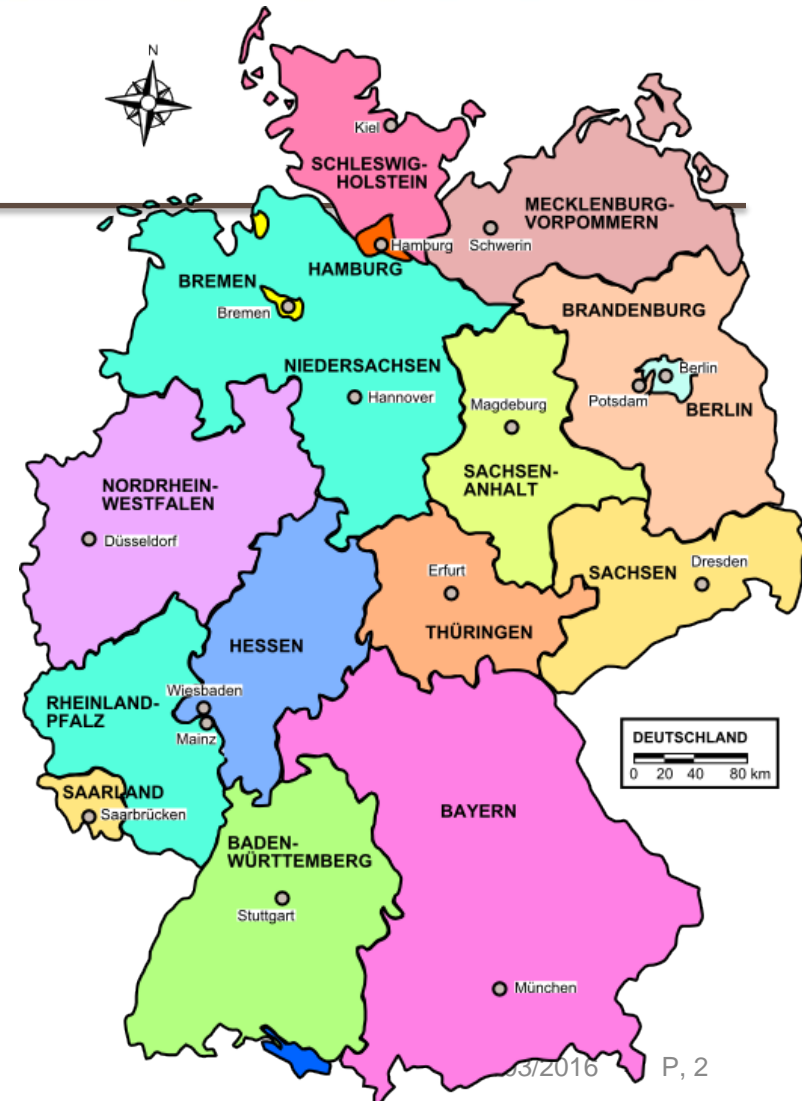 N
Kiel
SCHLESWIG-
HOLSTEIN
MECKLENBURG-
VORPOMMERN
Hamburg
Schwerin
HAMBURG
BREMEN
Bremen
BRANDENBURG
NIEDERSACHSEN
Hannover
Berlin
Potsdam
BERLIN
Magdeburg
SACHSEN-
ANHALT
NORDRHEIN-
WESTFALEN
Düsseldorf
Erfurt
THÜRINGEN
SACHSEN
Dresden
HESSEN
Wiesbaden
Mainz
RHEINLAND-
PFALZ
SAARLAND
Saarbrücken
DEUTSCHLAND
0 20 40 80 km
BAYERN
BADEN-
WÜRTTEMBERG
Stuttgart
München
3/2016 P, 2